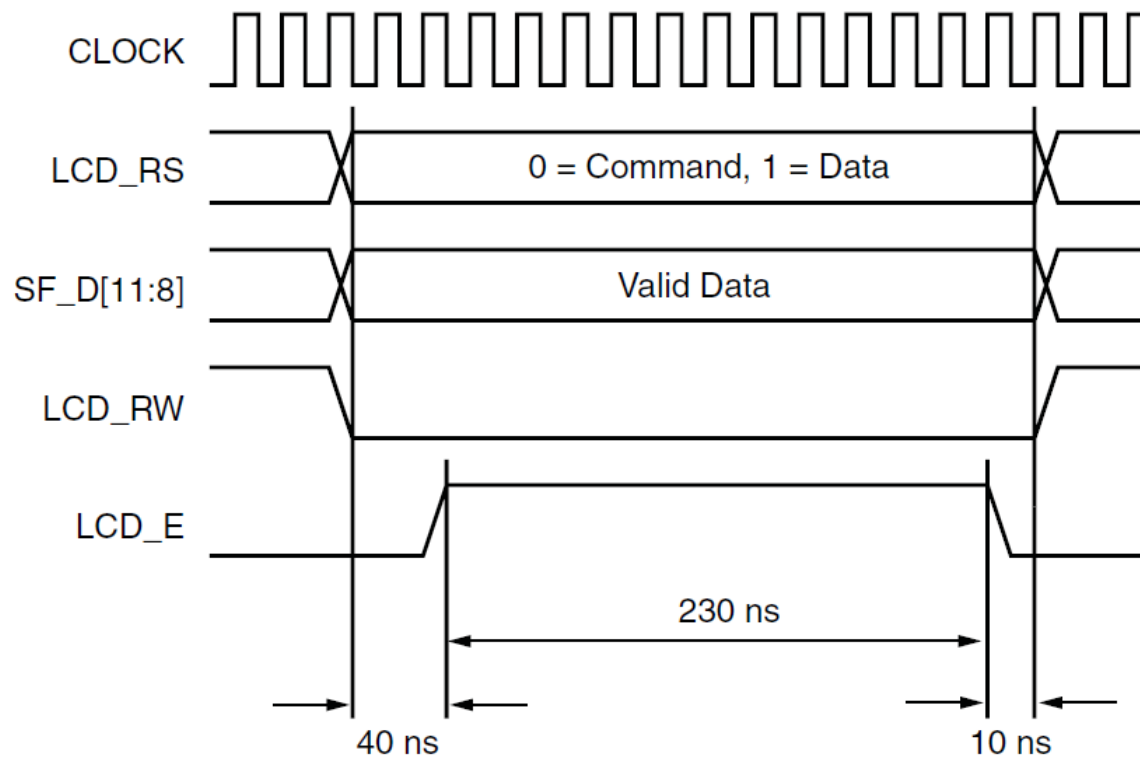 CLOCK
LCD_RS
0 = Command, 1 = Data
SF_D[11:8]
Valid Data
LCD_RW
LCD_E
230 ns
40 ns
10 ns